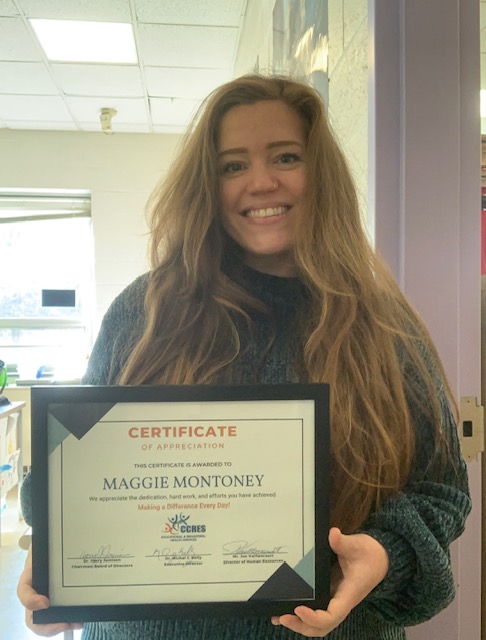 CERTIFICATE
OF APPRECIATION
THIS CERTIFICATE IS AWARDED TO
MAGGIE MONTONEY
We appreciate the dedication, hard work, and efforts you have achieved.
Making a Difference Every Day!
CCRES
EDUCATIONAL & BEHAVIORAL
HEALTH SERVICES
Chairman Board of Directors
Executive Director
Director of Human Resources